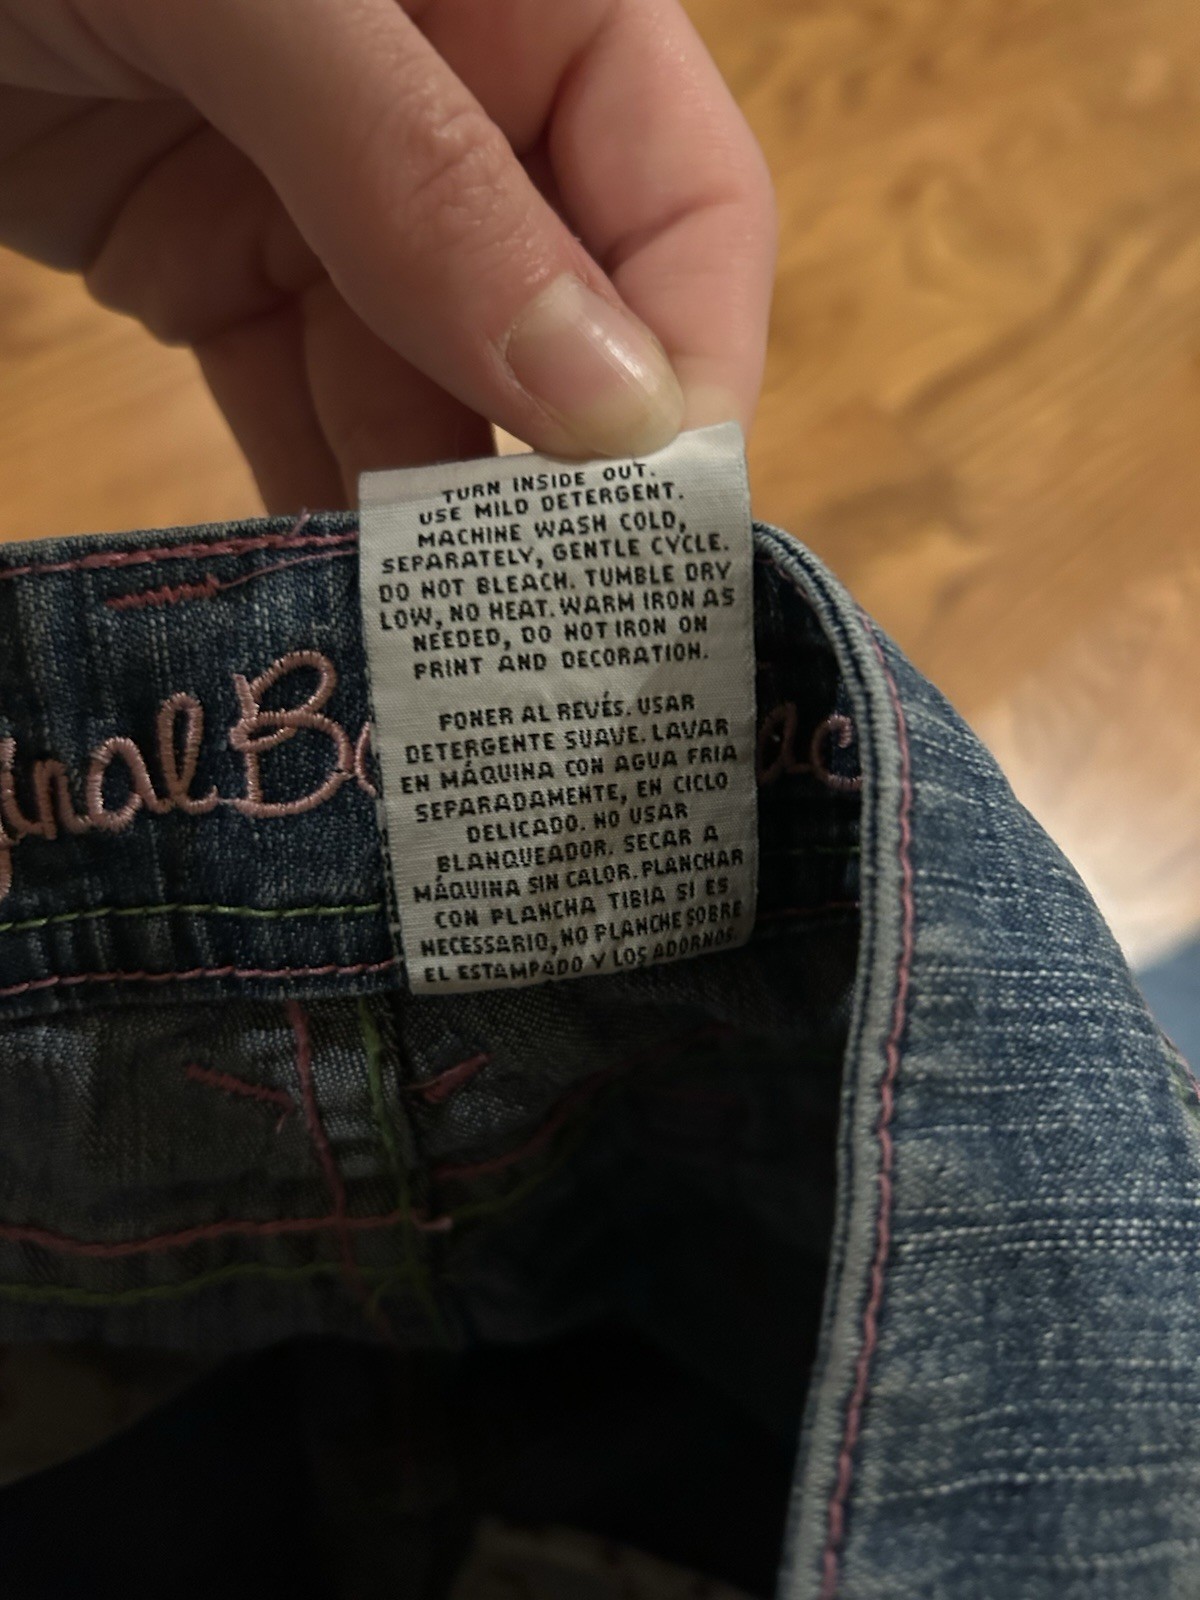 TURN INSIDE OUT.
USE MILD DETERGENT.
MACHINE WASH COLD,
SEPARATELY, GENTLE CYCLE.
DO NOT BLEACH. TUMBLE DRY
LOW, NO HEAT. WARM IRON AS
NEEDED, DO NOT IRON ON
PRINT AND DECORATION.
PONER AL REVÉS. USAR
DETERGENTE SUAVE. LAVAR
EN MÁQUINA CON AGUA FRIA
SEPARADAMENTE, EN CICLO
DELICADO. NO USAR
BLANQUEADOR. SECAR A
MÁQUINA SIN CALOR. PLANCHAR
CON PLANCHA TIBIA SI ES
NECESSARIO, NO PLANCHE SOBRE
EL ESTAMPADO Y LOS ADORNOS.